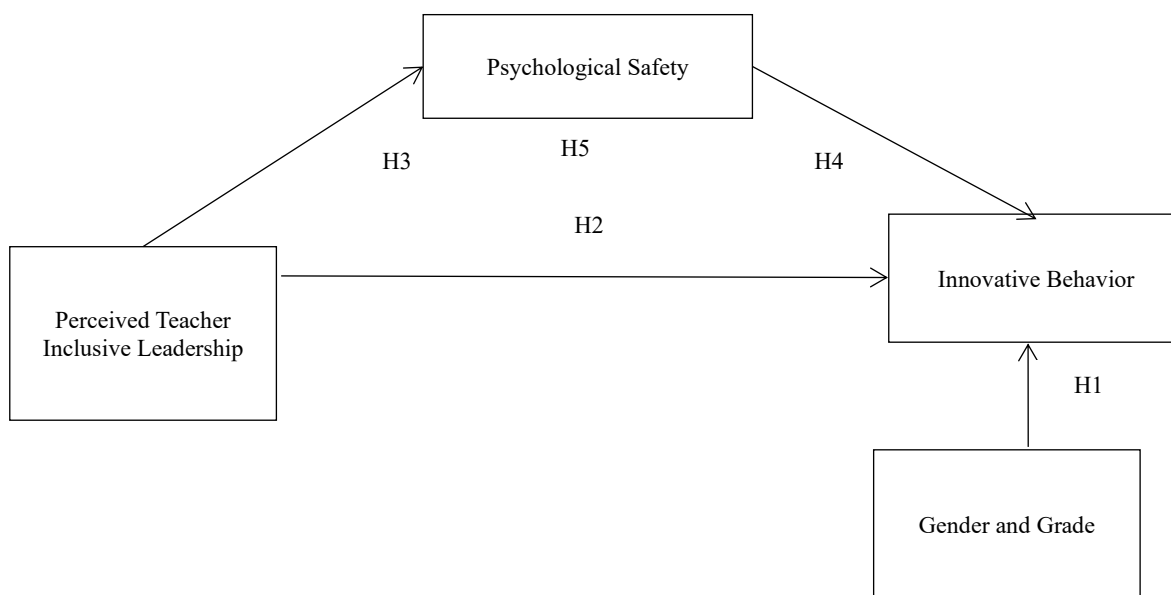 Psychological Safety
H3
H5
H4
H2
Perceived Teacher
Inclusive Leadership
Innovative Behavior
H1
Gender and Grade